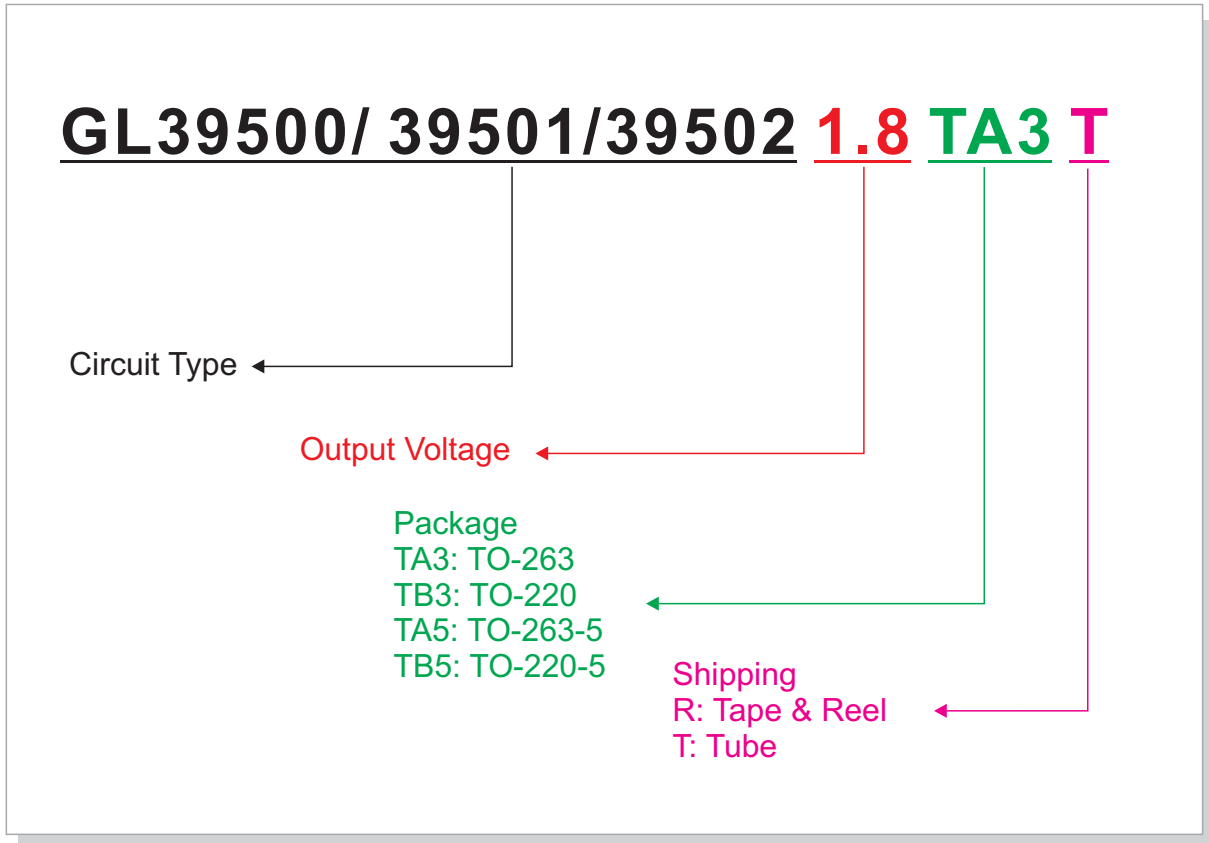 GL39500/ 39501/39502 1.8 TA3 T
Circuit Type
Output Voltage
Package
TA3: TO-263
TB3: TO-220
TA5: TO-263-5
TB5: TO-220-5
Shipping
R: Tape & Reel
T: Tube